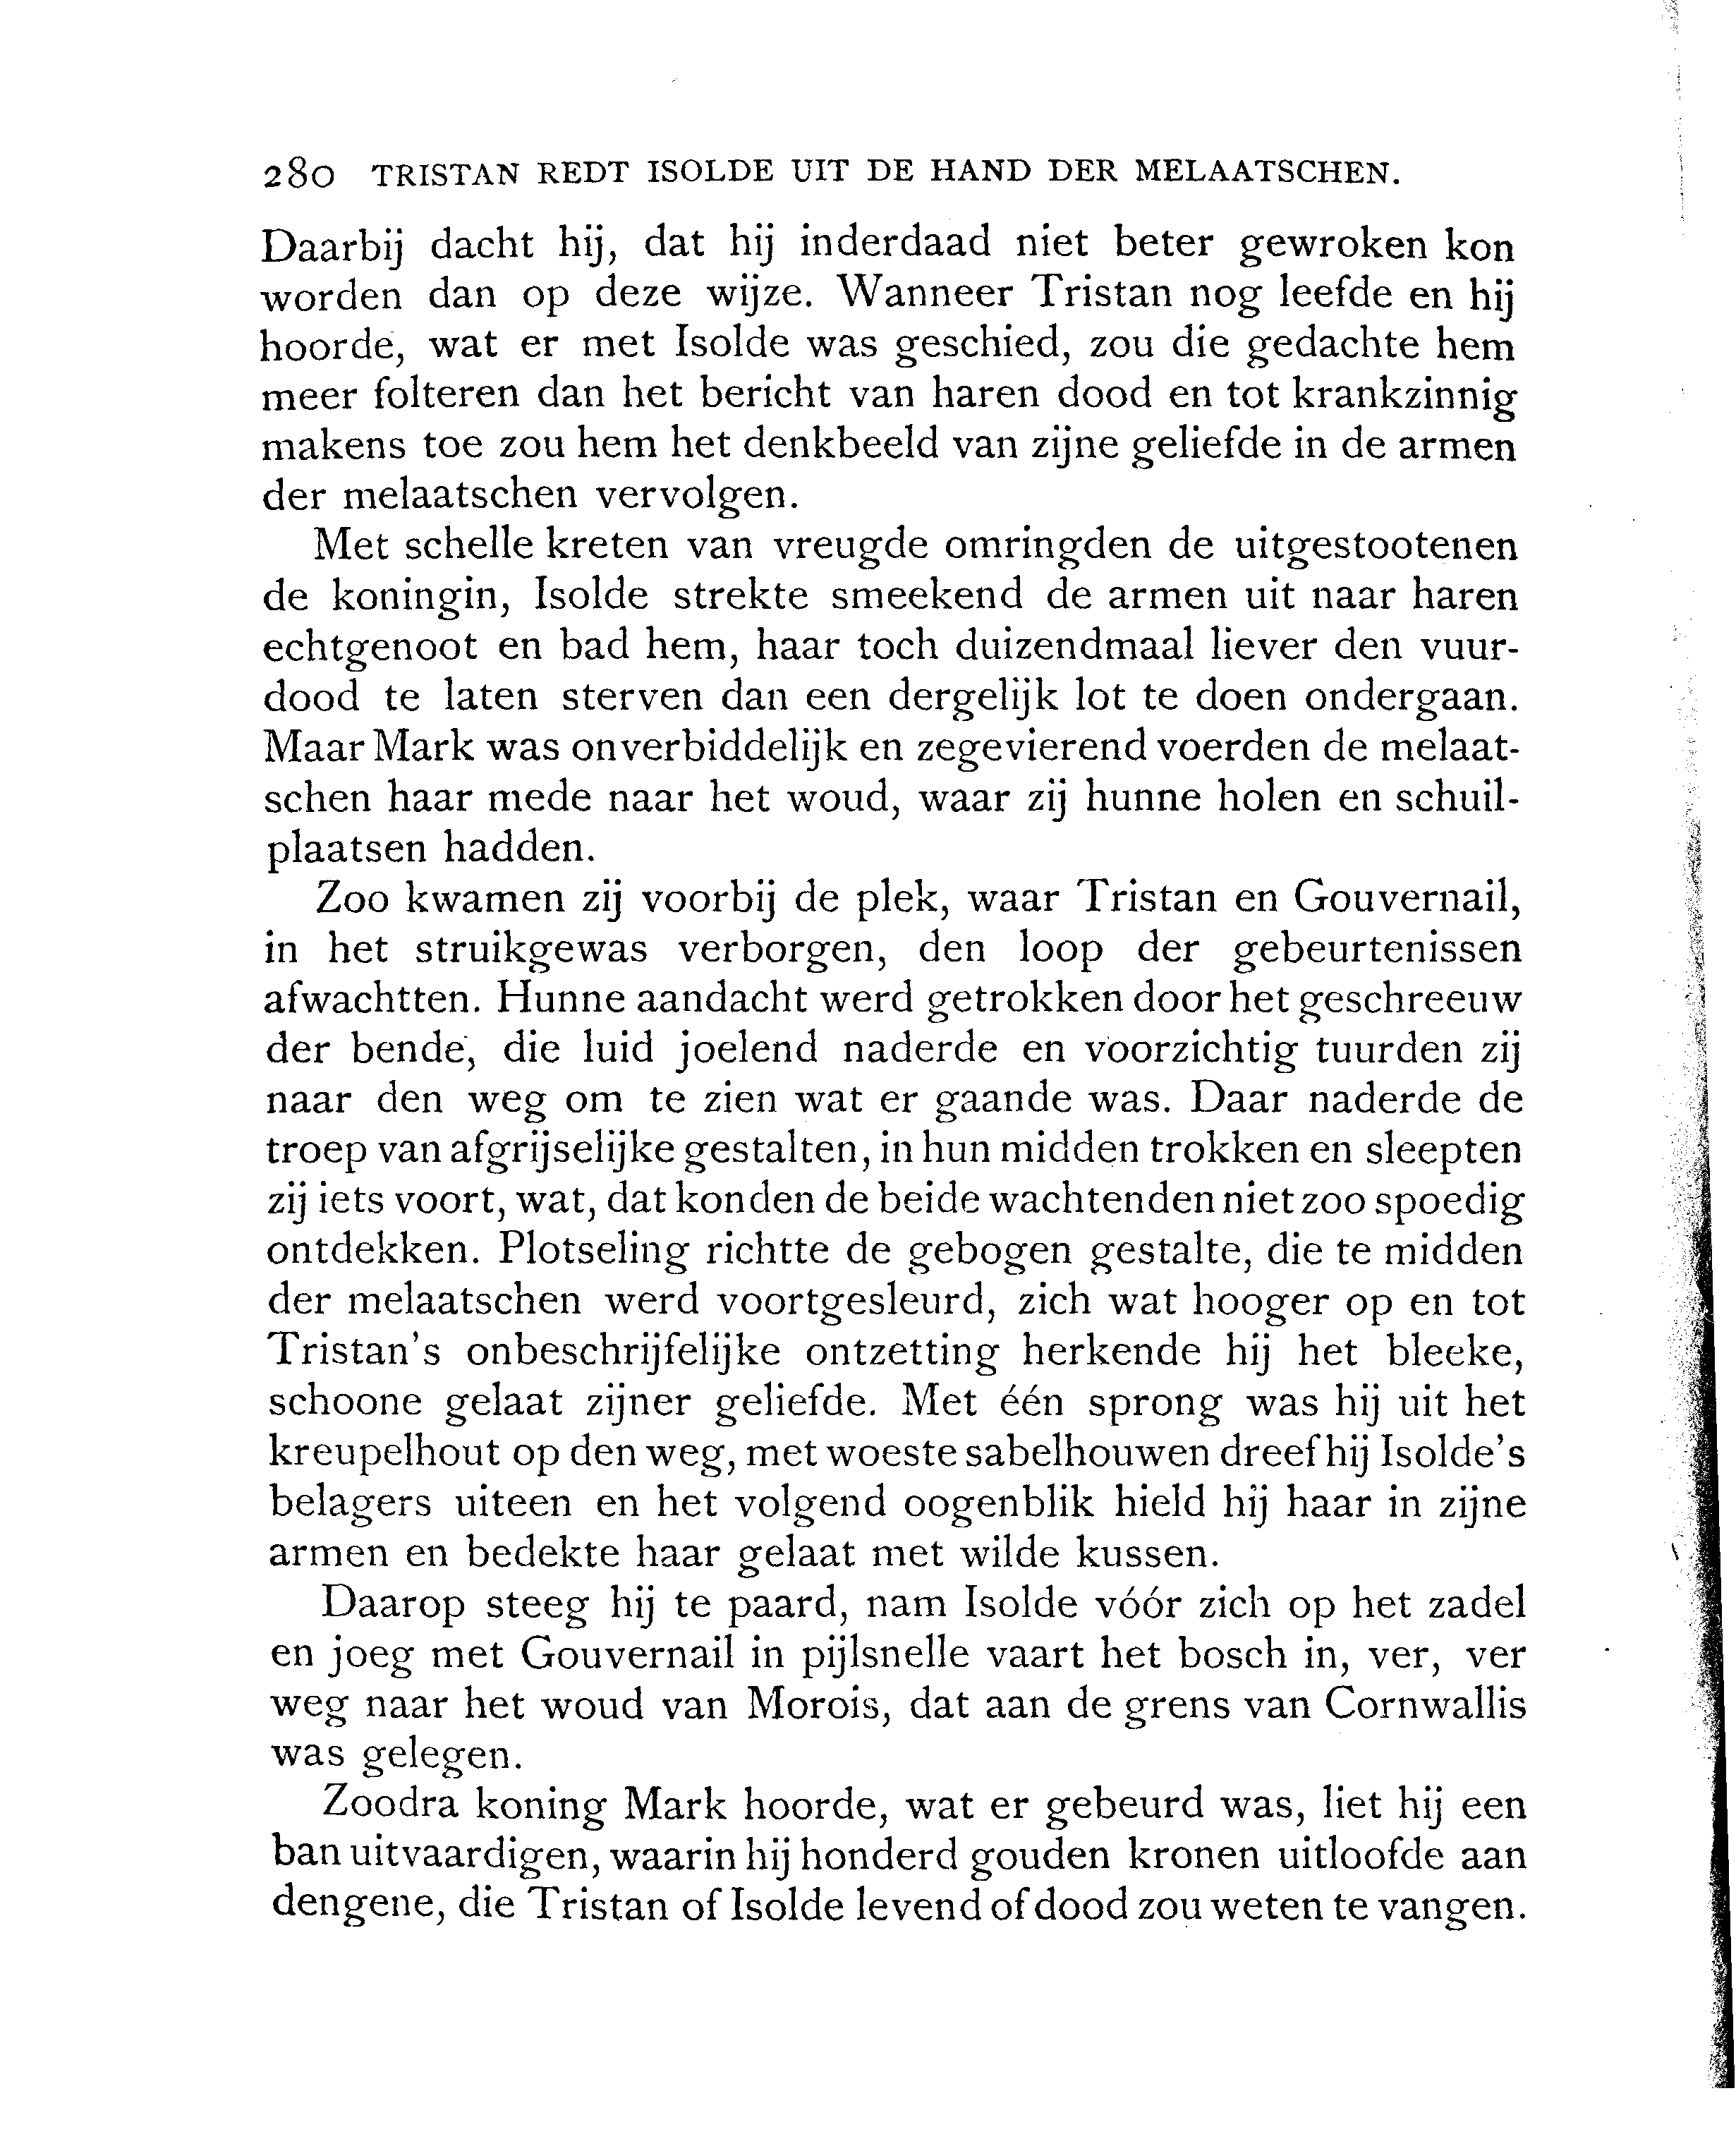 280 TRISTAN REDT ISOLDE UIT DE HAND DER MELAATSCHEN.
Daarbij dacht hij, dat hij inderdaad niet beter gewroken kon
worden dan op deze wijze. Wanneer Tristan nog leefde en hij
hoorde, wat er met Isolde was geschied, zou die gedachte hem
meer folteren dan het bericht van haren dood en tot krankzinnig
makens toe zou hem het denkbeeld van zijne geliefde in de armen
der melaatschen vervolgen.
Met schelle kreten van vreugde omringden de uitgestootenen
de koningin, Isolde strekte smeekend de armen uit naar haren
echtgenoot en bad hem, haar toch duizendmaal liever den vuur-
dood te laten sterven dan een dergelijk lot te doen ondergaan.
Maar Mark was onverbiddelijk en zegevierend voerden de melaat-
schen haar mede naar het woud, waar zij hunne holen en schuil-
plaatsen hadden.
Zoo kwamen zij voorbij de plek, waar Tristan en Gouvernail,
in het struikgewas verborgen, den loop der gebeurtenissen
afwachtten. Hunne aandacht werd getrokken door het geschreeuw
der bende, die luid joelend naderde en voorzichtig tuurden zij
naar den weg om te zien wat er gaande was. Daar naderde de
troep van afgrijselijke gestalten, in hun midden trokken en sleepten
zij iets voort, wat, dat konden de beide wachtenden niet zoo spoedig
ontdekken. Plotseling richtte de gebogen gestalte, die te midden
der melaatschen werd voortgesleurd, zich wat hooger op en tot
Tristan's onbeschrijfelijke ontzetting herkende hij het bleeke,
schoone gelaat zijner geliefde. Met één sprong was hij uit het
kreupelhout op den weg, met woeste sabelhouwen dreef hij Isolde's
belagers uiteen en het volgend oogenblik hield hij haar in zijne
armen en bedekte haar gelaat met wilde kussen.
Daarop steeg hij te paard, nam Isolde vóór zich op het zadel
en joeg met Gouvernail in pijlsnelle vaart het bosch in, ver, ver
weg naar het woud van Morois, dat aan de grens van Cornwallis
was gelegen.
Zoodra koning Mark hoorde, wat er gebeurd was, liet hij een
ban uitvaardigen, waarin hij honderd gouden kronen uitloofde aan
dengene, die Tristan of Isolde levend of dood zou weten te vangen.